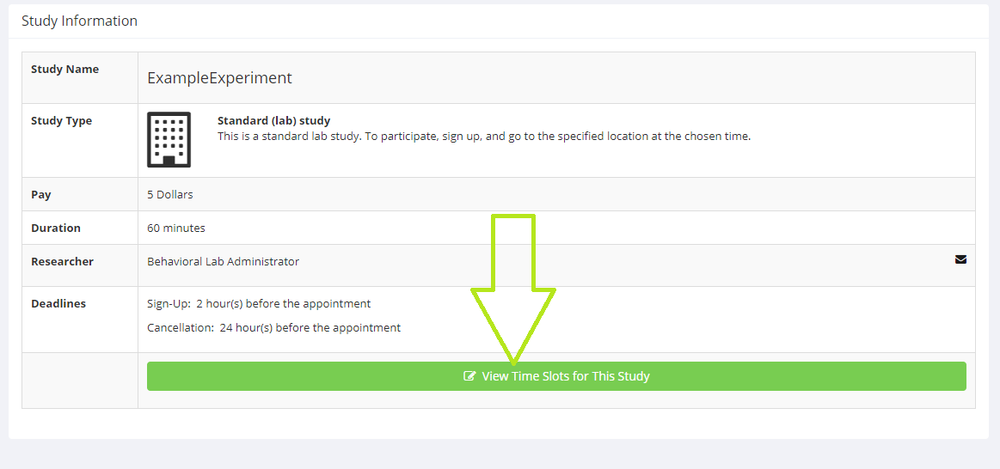 Study Information
Study Name
ExampleExperiment
Study Type
Standard (lab) study
This is a standard lab study. To participate, sign up, and go to the specified location at the chosen time.
Pay
5 Dollars
Duration
60 minutes
Researcher
Behavioral Lab Administrator
Deadlines
Sign-Up: 2 hour(s) before the appointment
Cancellation: 24 hour(s) before the appointment
View Time Slots for This Study